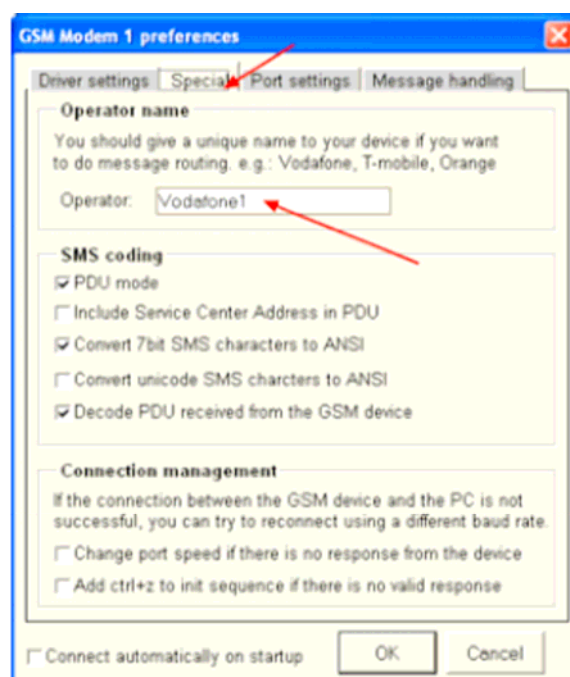 GSM Modem 1 preferences
Driver settings Special Port settings Message handling
Operator name
You should give a unique name to your device if you want
to do message routing. e.g.: Vodafone, T-mobile, Orange
Operator: Vodafone1
SMS coding
PDU mode
Include Service Center Address in PDU
Convert 7bit SMS characters to ANSI
Convert unicode SMS charcters to ANSI
Decode PDU received from the GSM device
Connection management
If the connection between the GSM device and the PC is not
successful, you can try to reconnect using a different baud rate.
Change port speed if there is no response from the device
Add ctrl+z to init sequence if there is no valid response
Connect automatically on startup OK Cancel